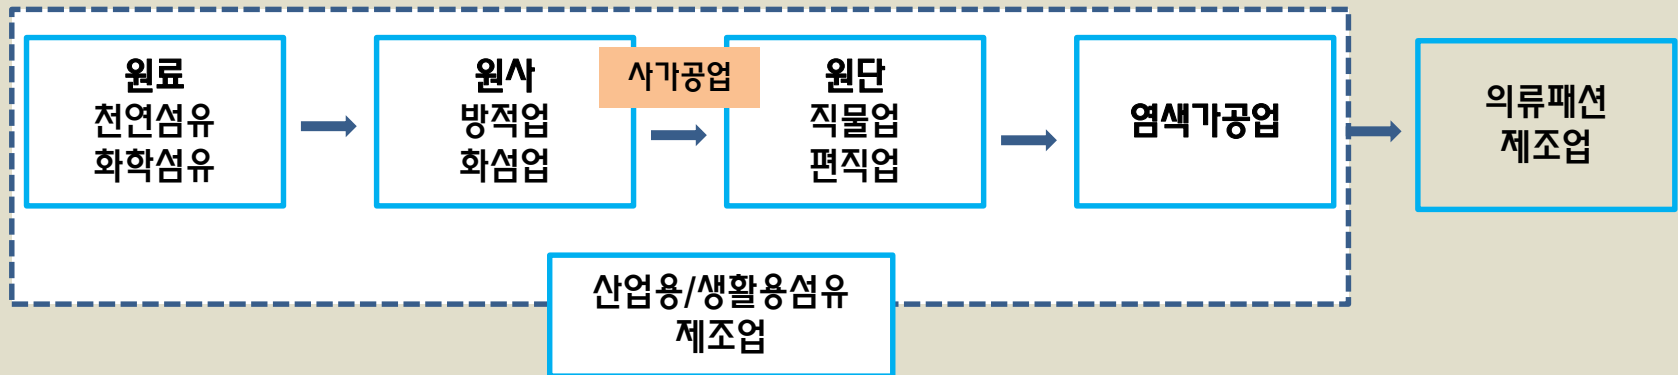 원료
천연섬유
화학섬유
원사
방적업
화섬업
사가공업
원단
직물업
편직업
염색가공업
의류패션
제조업
산업용/생활용섬유
제조업